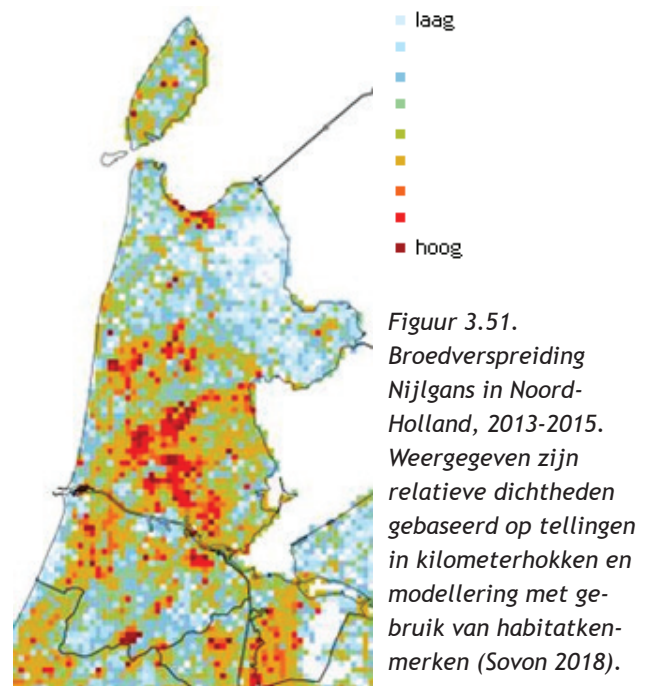 laag
hoog
Figuur 3.51.
Broedverspreiding
Nijlgans in Noord-
Holland, 2013-2015.
Weergegeven zijn
relatieve dichtheden
gebaseerd op tellingen
in kilometerhokken en
modellering met ge-
bruik van habitatken-
merken (Sovon 2018).